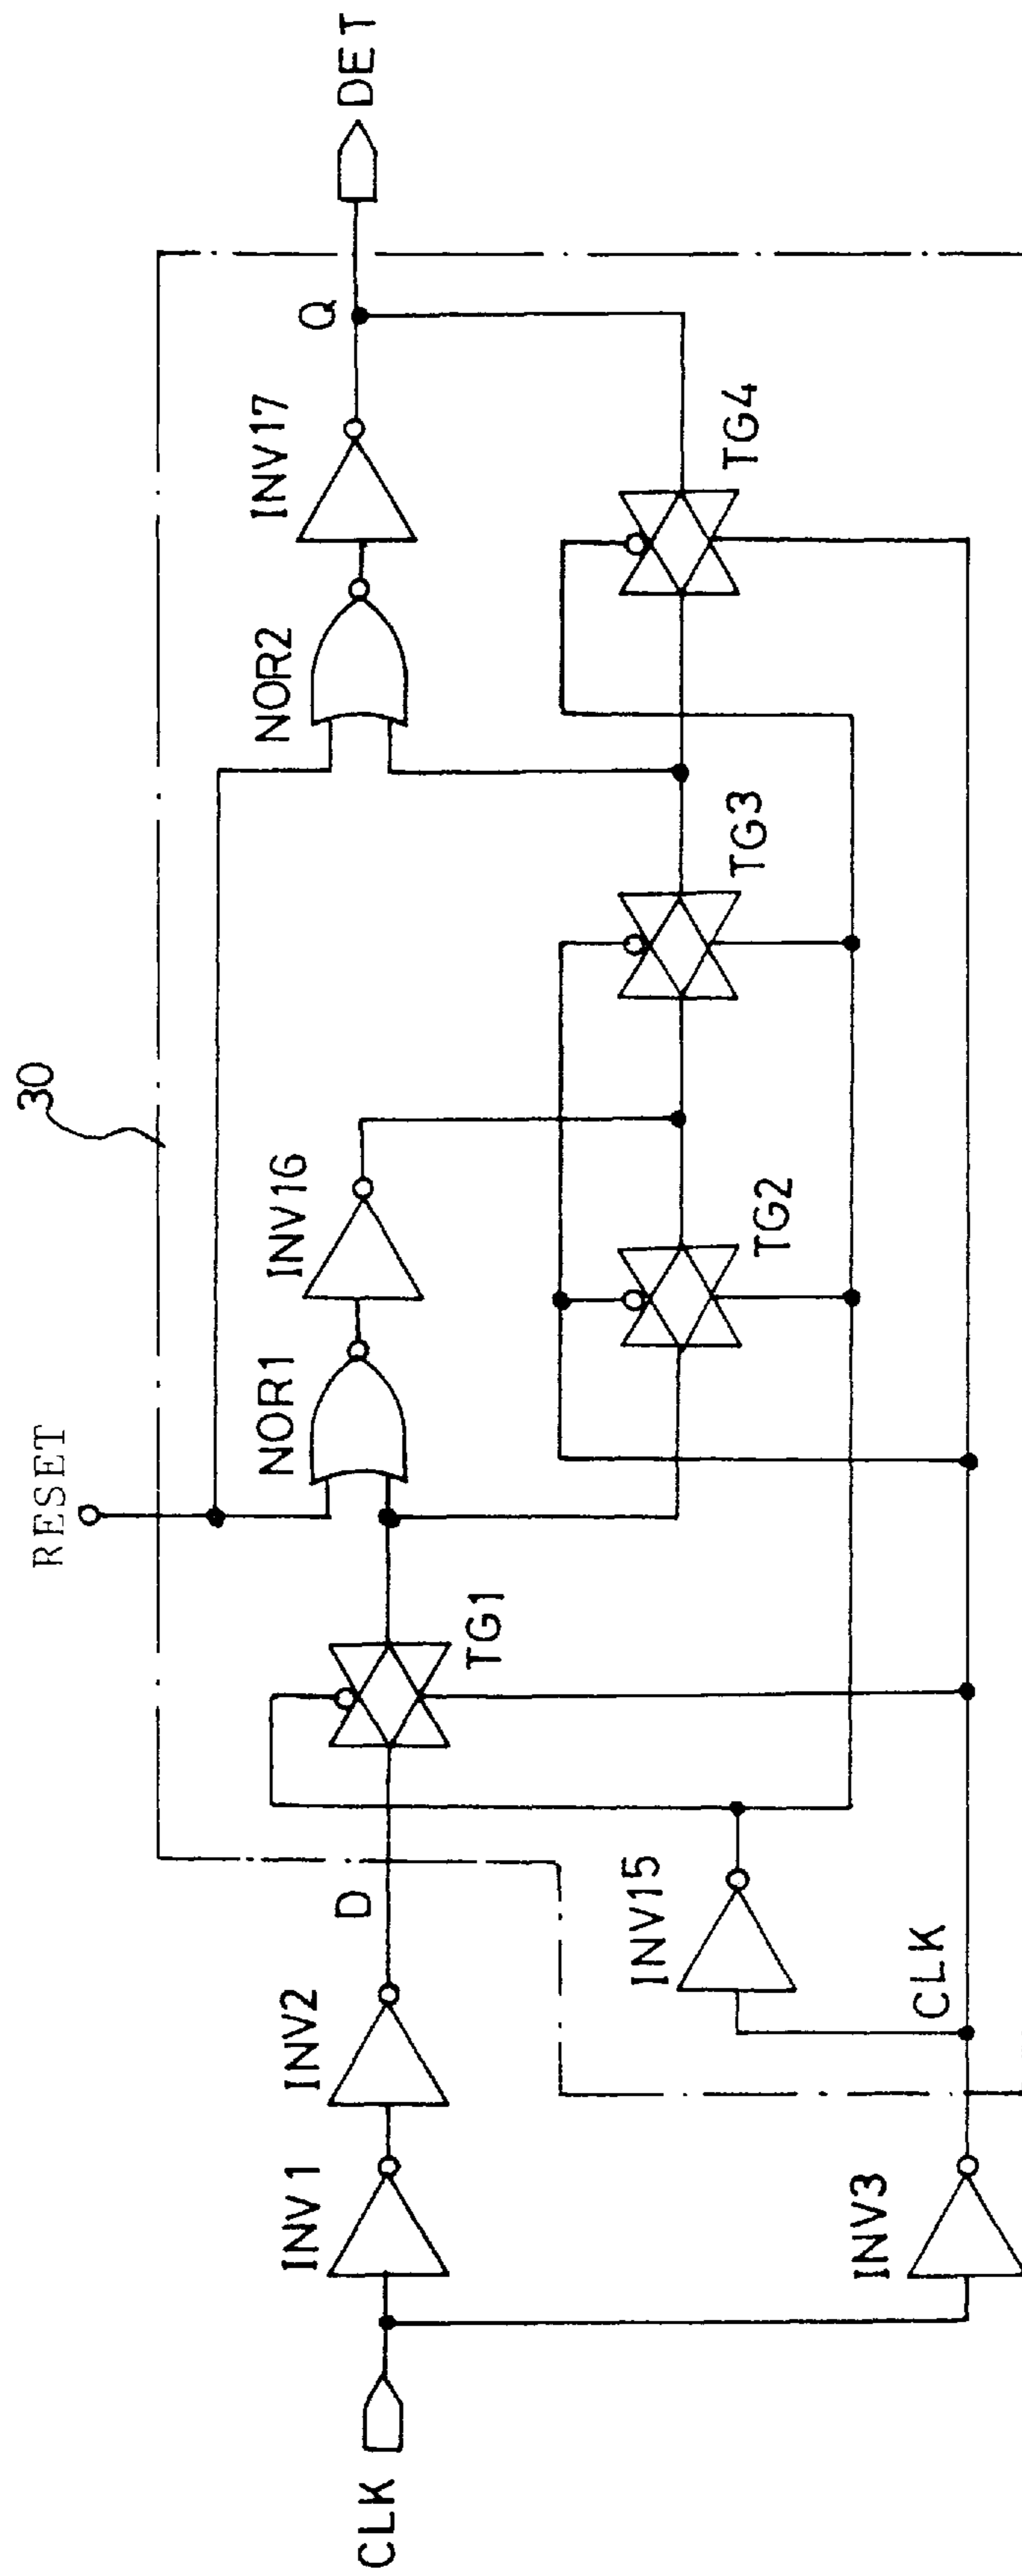 30
RESET
CLK
INV1
INV2
D
TG1
NOR1
INV16
NOR2
INV17
Q
DET
INV3
CLK
INV15
TG2
TG3
TG4